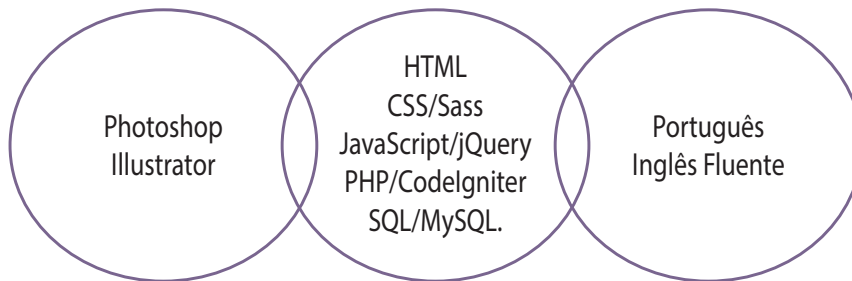 Photoshop
Illustrator
HTML
CSS/Sass
JavaScript/jQuery
PHP/CodeIgniter
SQL/MySQL.
Português
Inglês Fluente